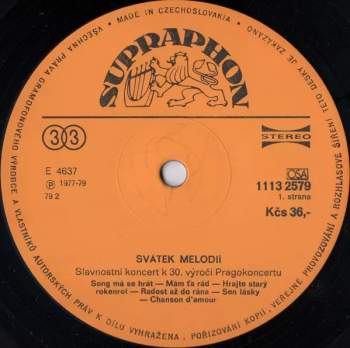 MADE IN CZECHOSLOVAKIA • VŠECHNA PRÁVA GRAMOFONOVÉHO VÝROBCE A VLASTNÍKŮ AUTORSKÝCH PRÁV K DÍLU VYHRAŽENA. POŘIZOVÁNÍ KOPIÍ, VEŘEJNÉ PROVOZOVÁNÍ A ROZHLASOVÉ ŠÍŘENÍ TÉTO DESKY JE ZAKÁZÁNO
SUPRAPHON
33
STEREO
E 4637
℗ 1977-79
79 2
OSA
1113 2579
1. strana
Kčs 36,-
SVÁTEK MELODIÍ
Slavnostní koncert k 30. výročí Pragokoncertu
Song má se hrát — Mám ťa rád — Hrajte starý
rokenrol — Radost až do rána — Sen lásky
— Chanson d'amour